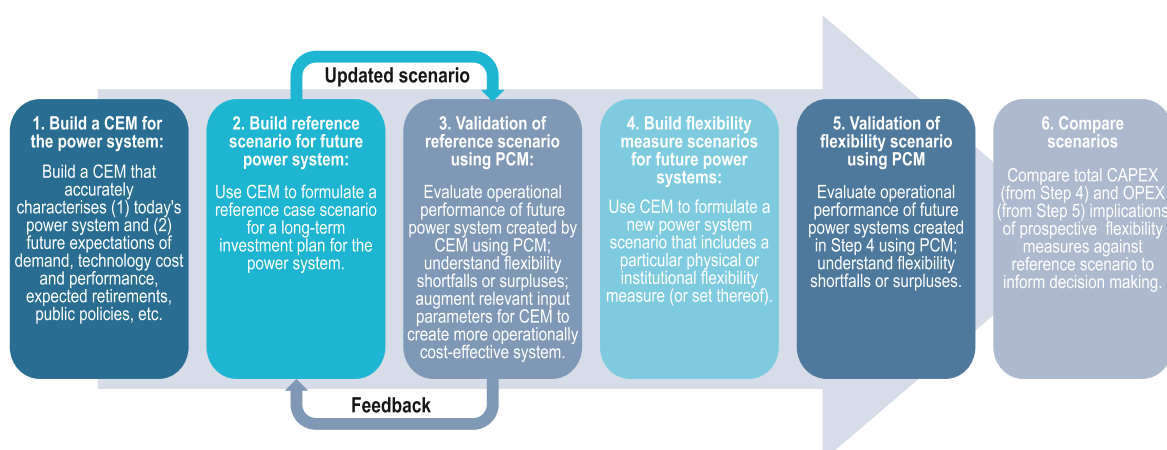 Updated scenario
1. Build a CEM for
the power system:
Build a CEM that
accurately
characterises (1) today's
power system and (2)
future expectations of
demand, technology cost
and performance,
expected retirements,
public policies, etc.
2. Build reference
scenario for future
power system:
Use CEM to formulate a
reference case scenario
for a long-term
investment plan for the
power system.
3. Validation of
reference scenario
using PCM:
Evaluate operational
performance of future
power system created by
CEM using PCM;
understand flexibility
shortfalls or surpluses;
augment relevant input
parameters for CEM to
create more operationally
cost-effective system.
4. Build flexibility
measure scenarios
for future power
systems:
Use CEM to formulate a
new power system
scenario that includes a
particular physical or
institutional flexibility
measure (or set thereof).
5. Validation of
flexibility scenario
using PCM
Evaluate operational
performance of future
power systems created
in Step 4 using PCM;
understand flexibility
shortfalls or surpluses.
6. Compare
scenarios
Compare total CAPEX
(from Step 4) and OPEX
(from Step 5) implications
of prospective flexibility
measures against
reference scenario to
inform decision making.
Feedback